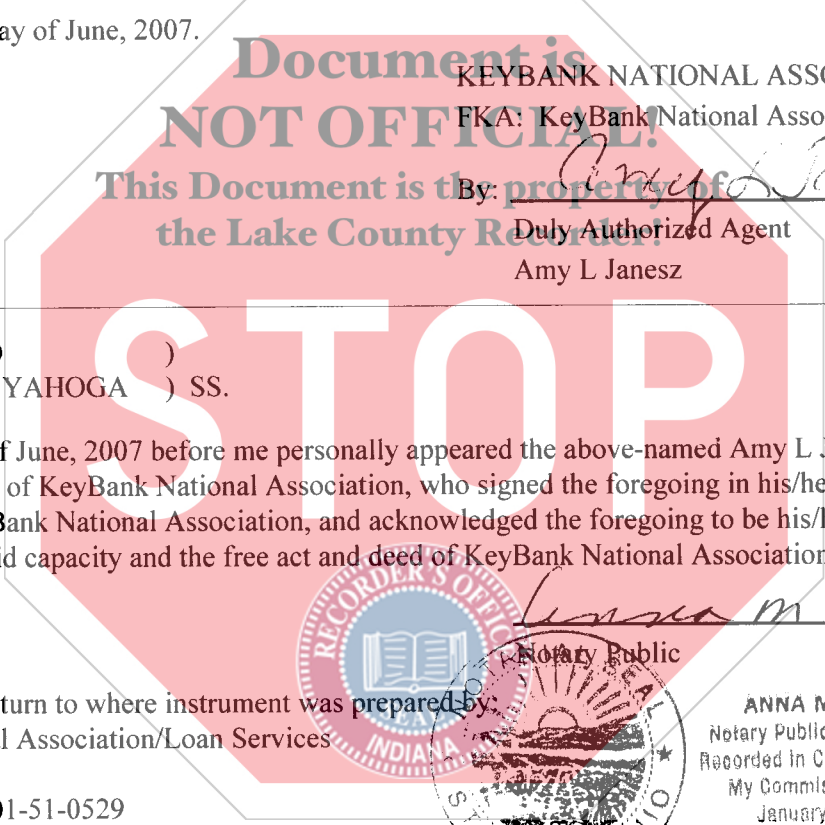 ay of June, 2007.
Document is
NOT OFFICIAL!
This Document is the property of
the Lake County Recorder!
KEYBANK NATIONAL ASSO
FKA: KeyBank National Asso
By: Amy L
Duly Authorized Agent
Amy L Janesz
STOP
)
YAHOGA ) SS.
f June, 2007 before me personally appeared the above-named Amy L J
of KeyBank National Association, who signed the foregoing in his/he
Bank National Association, and acknowledged the foregoing to be his/h
id capacity and the free act and deed of KeyBank National Association
Notary Public
turn to where instrument was prepared by:
l Association/Loan Services
01-51-0529
RECORDER'S OFFICE
INDIANA
NOTARIAL SEAL
ANNA M
Notary Public
Recorded in C
My Commis
January